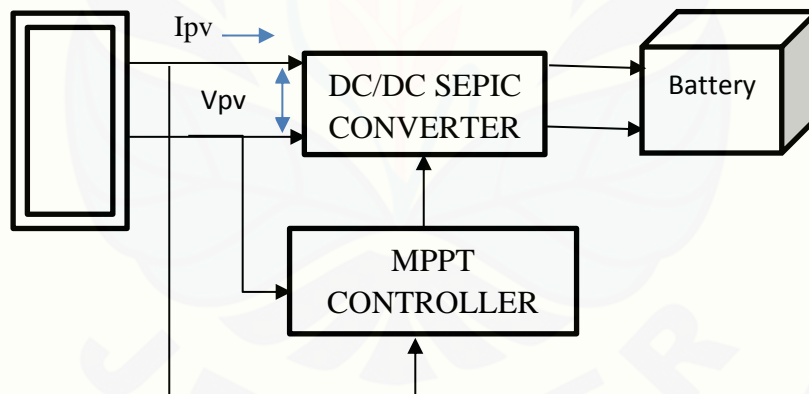 Ipv
Vpv
DC/DC SEPIC
CONVERTER
Battery
MPPT
CONTROLLER